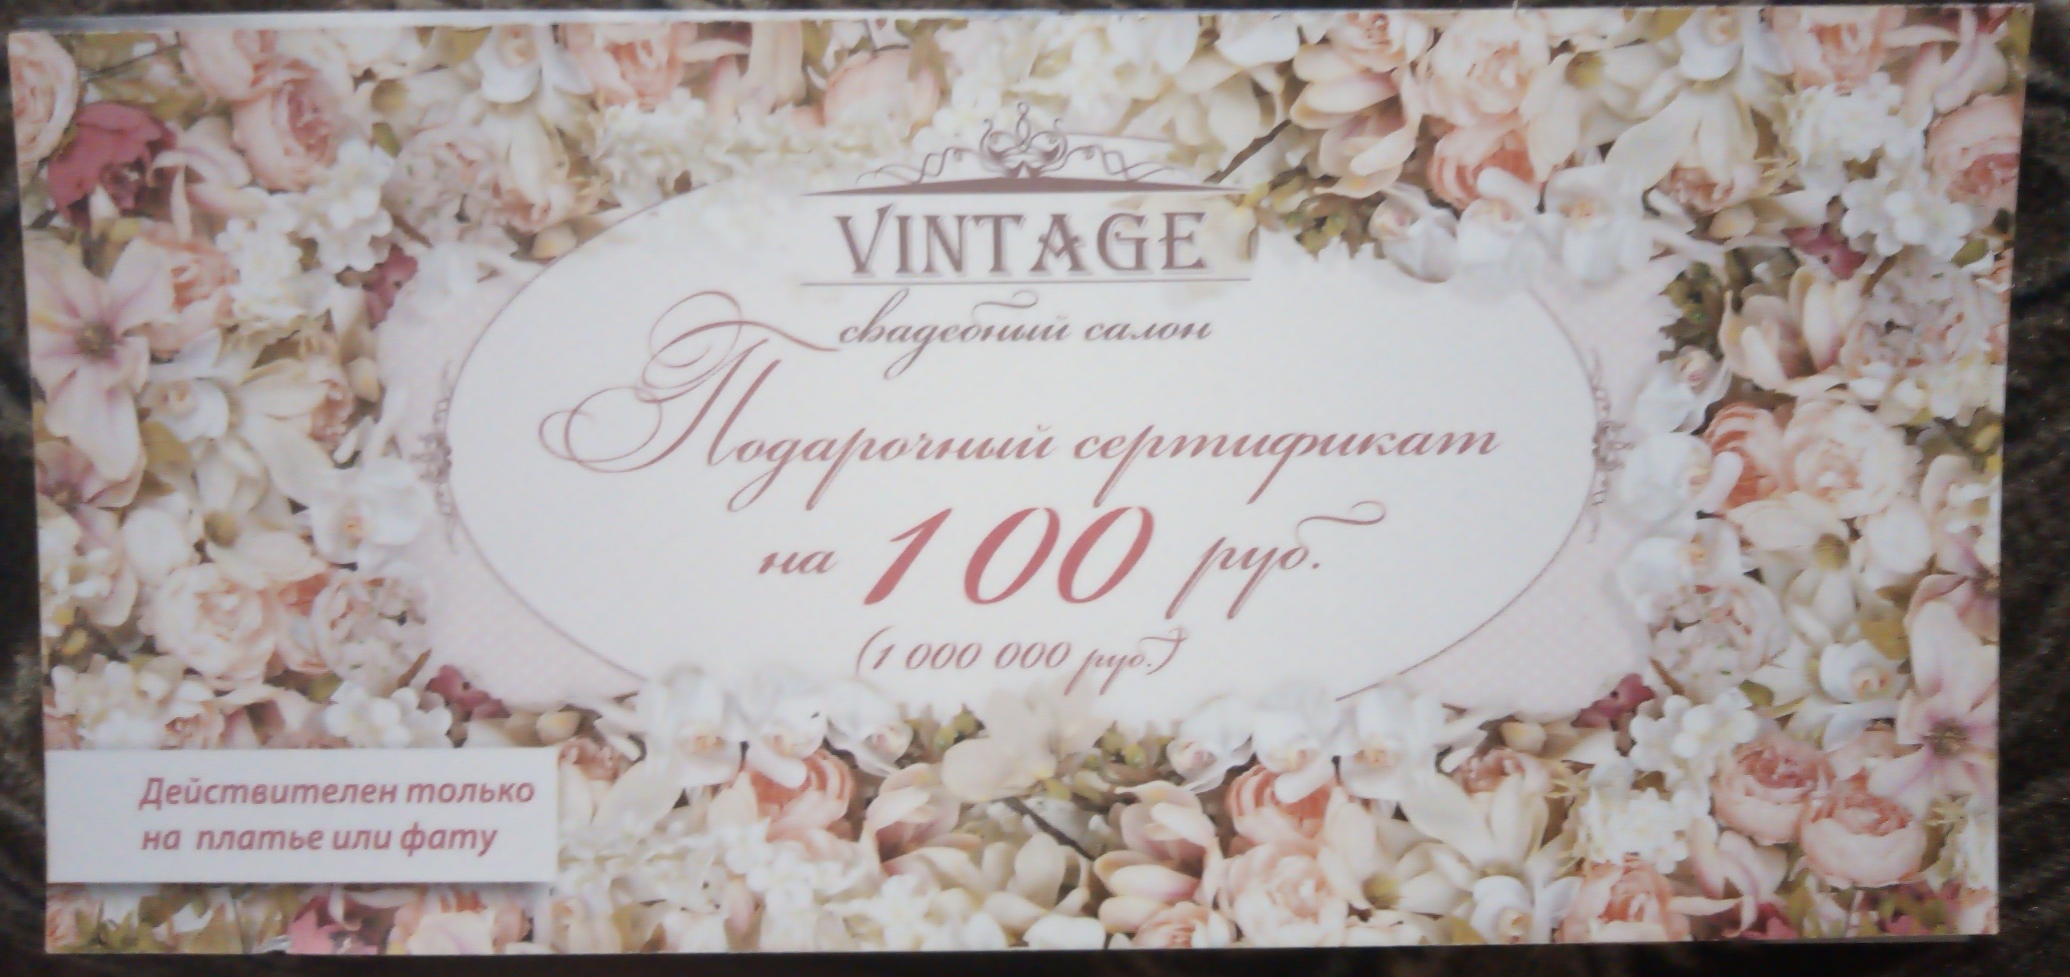 VINTAGE
свадебный салон
Подарочный сертификат
на 100 руб.
(1 000 000 руб.)
Действителен только
на платье или фату